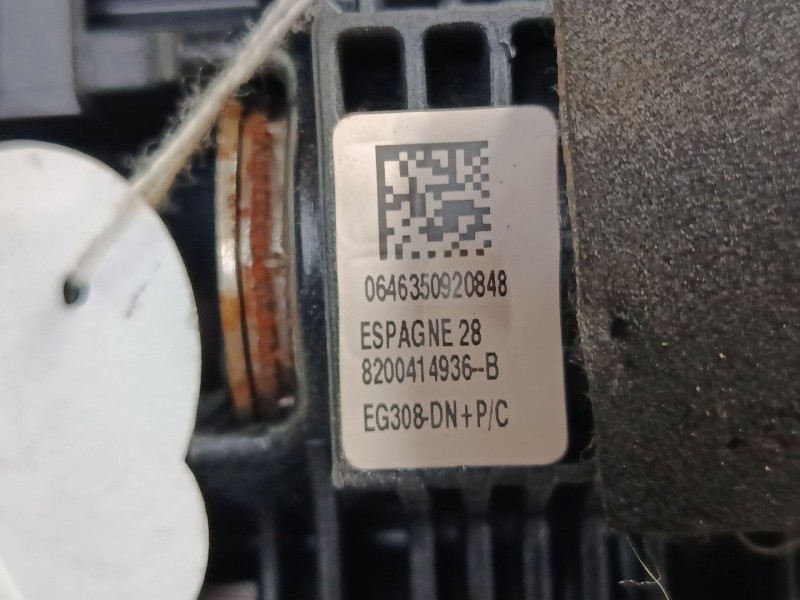 0646350920848
ESPAGNE 28
8200414936--B
EG308-DN+P/C